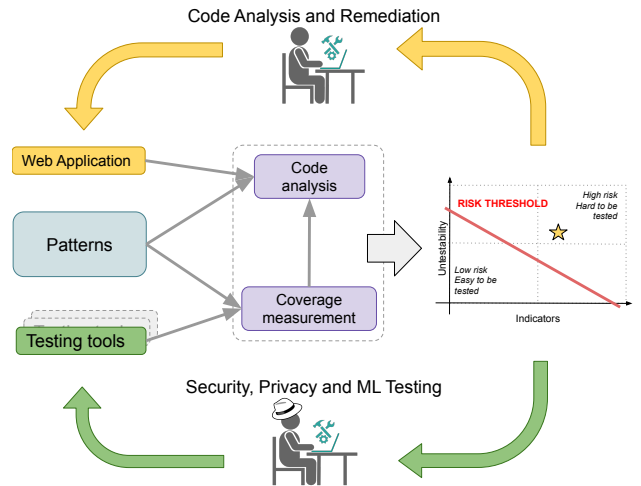 Code Analysis and Remediation
Web Application
Code
analysis
Patterns
Coverage
measurement
Testing tools
RISK THRESHOLD
High risk
Hard to be
tested
Untestability
Low risk
Easy to be
tested
Indicators
Security, Privacy and ML Testing